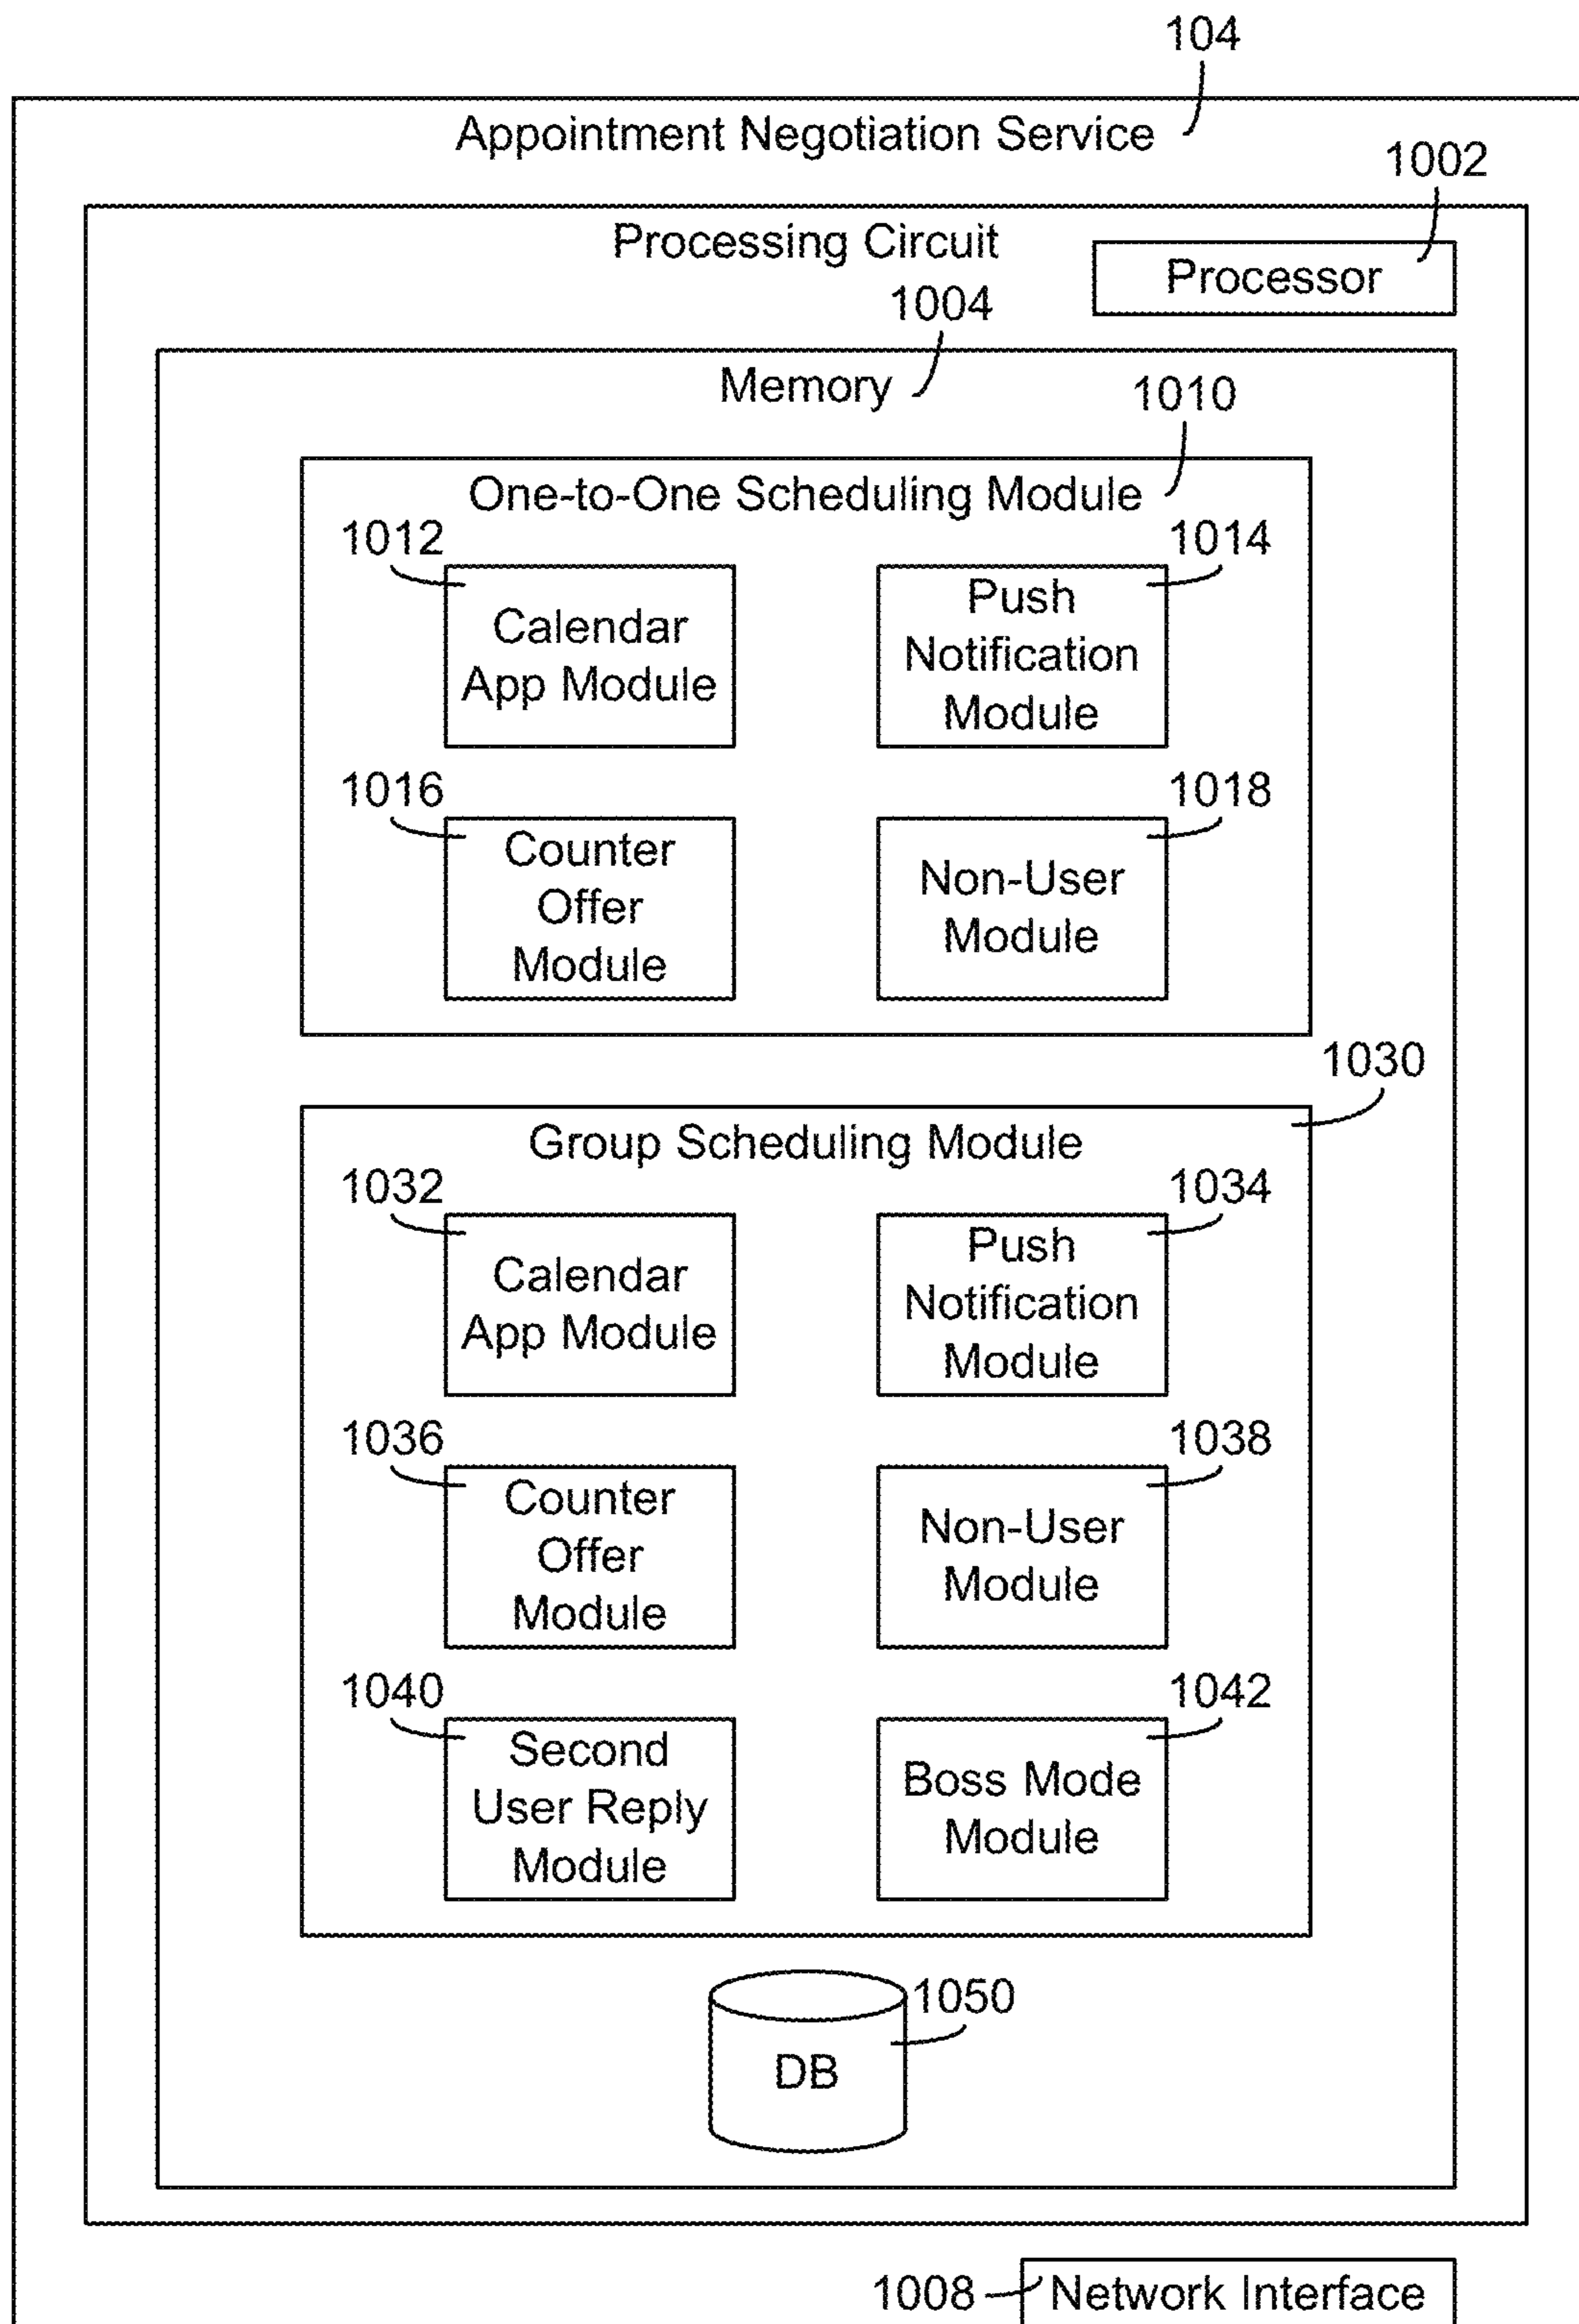 104
Appointment Negotiation Service
1002
Processing Circuit
Processor
1004
Memory
1010
One-to-One Scheduling Module
1012
1014
Calendar
App Module
Push
Notification
Module
1016
1018
Counter
Offer
Module
Non-User
Module
1030
Group Scheduling Module
1032
1034
Calendar
App Module
Push
Notification
Module
1036
1038
Counter
Offer
Module
Non-User
Module
1040
1042
Second
User Reply
Module
Boss Mode
Module
1050
DB
1008
Network Interface